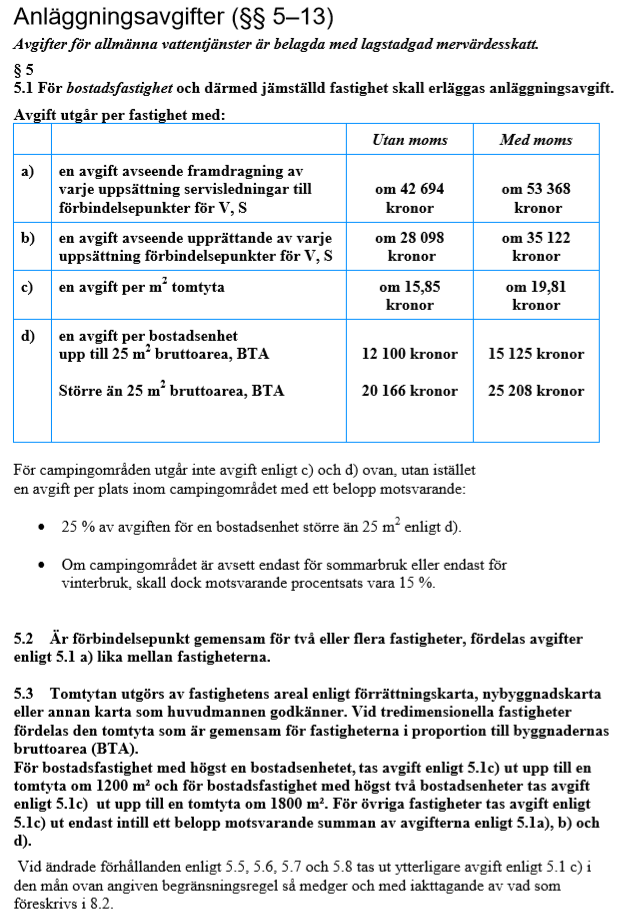 Anläggningsavgifter (§§ 5–13)
Avgifter för allmänna vattentjänster är belagda med lagstadgad mervärdesskatt.
§ 5
5.1 För bostadsfastighet och därmed jämställd fastighet skall erläggas anläggningsavgift.
Avgift utgår per fastighet med:
Utan moms Med moms
a) en avgift avseende framdragning av
varje uppsättning servisledningar till om 42 694 om 53 368
förbindelsepunkter för V, S kronor kronor
b) en avgift avseende upprättande av varje om 28 098 om 35 122
uppsättning förbindelsepunkter för V, S kronor kronor
c) en avgift per m² tomtyta om 15,85 om 19,81
kronor kronor
d) en avgift per bostadsenhet
upp till 25 m² bruttoarea, BTA 12 100 kronor 15 125 kronor
Större än 25 m² bruttoarea, BTA 20 166 kronor 25 208 kronor
För campingområden utgår inte avgift enligt c) och d) ovan, utan istället
en avgift per plats inom campingområdet med ett belopp motsvarande:
• 25 % av avgiften för en bostadsenhet större än 25 m² enligt d).
• Om campingområdet är avsett endast för sommarbruk eller endast för
vinterbruk, skall dock motsvarande procentsats vara 15 %.
5.2 Är förbindelsepunkt gemensam för två eller flera fastigheter, fördelas avgifter
enligt 5.1 a) lika mellan fastigheterna.
5.3 Tomtytan utgörs av fastighetens areal enligt förrättningskarta, nybyggnadskarta
eller annan karta som huvudmannen godkänner. Vid tredimensionella fastigheter
fördelas den tomtyta som är gemensam för fastigheterna i proportion till byggnadernas
bruttoarea (BTA).
För bostadsfastighet med högst en bostadsenhetet, tas avgift enligt 5.1c) ut upp till en
tomtyta om 1200 m² och för bostadsfastighet med högst två bostadsenheter tas avgift
enligt 5.1c) ut upp till en tomtyta om 1800 m². För övriga fastigheter tas avgift enligt
5.1c) ut endast intill ett belopp motsvarande summan av avgifterna enligt 5.1a), b) och
d).
Vid ändrade förhållanden enligt 5.5, 5.6, 5.7 och 5.8 tas ut ytterligare avgift enligt 5.1 c) i
den mån ovan angiven begränsningsregel så medger och med iakttagande av vad som
föreskrivs i 8.2.